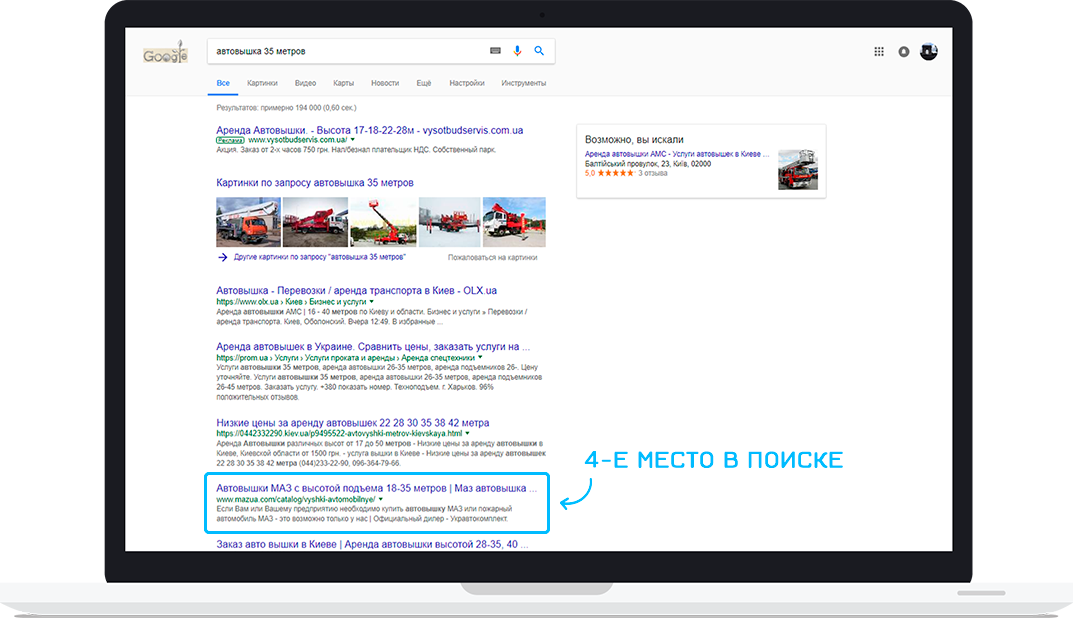 Google
автовышка 35 метров
Все Картинки Видео Карты Новости Ещё Настройки Инструменты
Результатов: примерно 194 000 (0,60 сек.)
Аренда Автовышки. - Высота 17-18-22-28м - vysotbudservis.com.ua
Реклама www.vysotbudservis.com.ua/
Акция. Заказ от 2-х часов 750 грн. Нал/безнал плательщик НДС. Собственный парк.
Картинки по запросу автовышка 35 метров
Другие картинки по запросу "автовышка 35 метров"
Пожаловаться на картинки
Автовышка - Перевозки / аренда транспорта в Киев - OLX.ua
https://www.olx.ua › Киев › Бизнес и услуги
Аренда автовышки АМС | 16 - 40 метров по Киеву и области. Бизнес и услуги » Перевозки /
аренда транспорта. Киев, Оболонский. Вчера 12:49. В избранные ...
Аренда автовышек в Украине. Сравнить цены, заказать услуги на ...
https://prom.ua › Услуги › Услуги проката и аренды › Аренда спецтехники
Услуги автовышки 35 метров, аренда автовышки 26-35 метров, аренда подъемников 26-. Цену
уточняйте. Услуги автовышки 35 метров, аренда автовышки 26-35 метров, аренда подъемников
26-45 метров. Заказать услугу. +380 показать номер. Техноподъем. г. Харьков. 96%
положительных отзывов.
Низкие цены за аренду автовышек 22 28 30 35 38 42 метра
https://0442332290.kiev.ua/p9495522-avtovyshki-metrov-kievskaya.html
Аренда Автовышки различных высот от 17 до 50 метров - Низкие цены за аренду автовышки в
Киеве, Киевской области от 1500 грн. - услуга вышки в Киеве - Низкие цены за аренду автовышек
22 28 30 35 38 42 метра (044)233-22-90, 096-364-79-66.
Автовышки МАЗ с высотой подъема 18-35 метров | Маз автовышка ...
www.mazua.com/catalog/vyshki-avtomobilnye/
Если Вам или Вашему предприятию необходимо купить автовышку МАЗ или пожарный
автомобиль МАЗ - это возможно только у нас | Официальный дилер - Укравтокомплект.
Заказ авто вышки в Киеве | Аренда автовышки высотой 28-35, 40 ...
Возможно, вы искали
Аренда автовышки АМС - Услуги автовышек в Киеве ...
Балтійський провулок, 23, Київ, 02000
5,0 ★★★★★ 3 отзыва
4-Е МЕСТО В ПОИСКЕ